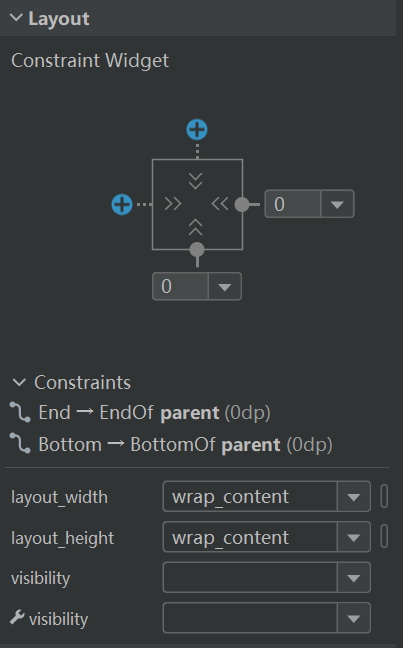 Layout
Constraint Widget
0
0
Constraints
End → EndOf parent (0dp)
Bottom → BottomOf parent (0dp)
layout_width wrap_content
layout_height wrap_content
visibility
visibility